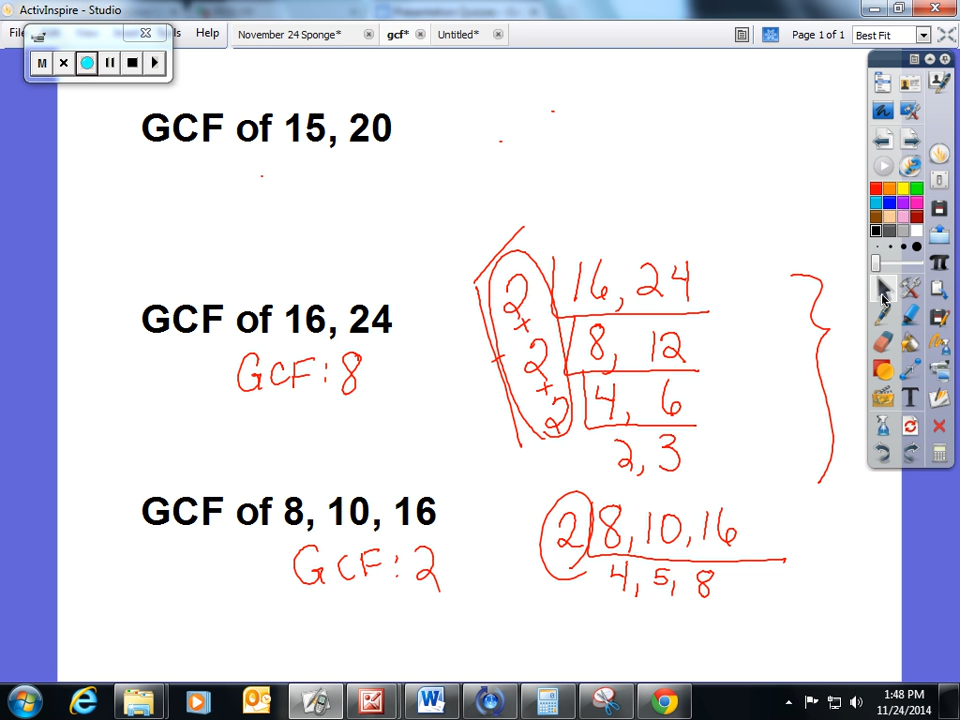 ActivInspire - Studio
Help
November 24 Sponge*
gcf*
Untitled*
Page 1 of 1
Best Fit
M
GCF of 15, 20
2 16, 24
×
GCF of 16, 24
2 8, 12
GCF: 8
×
2 4, 6
2, 3
GCF of 8, 10, 16
2 8, 10, 16
GCF: 2
4, 5, 8
1:48 PM
11/24/2014